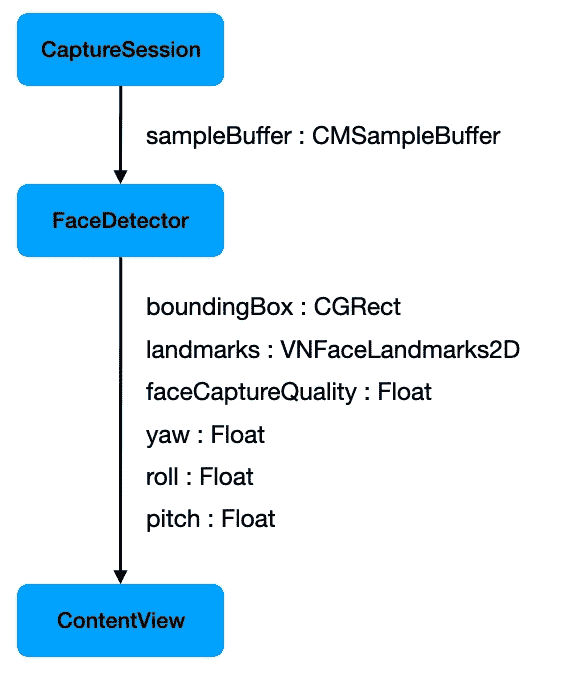 CaptureSession
sampleBuffer : CMSampleBuffer
FaceDetector
boundingBox : CGRect
landmarks : VNFaceLandmarks2D
faceCaptureQuality : Float
yaw : Float
roll : Float
pitch : Float
ContentView